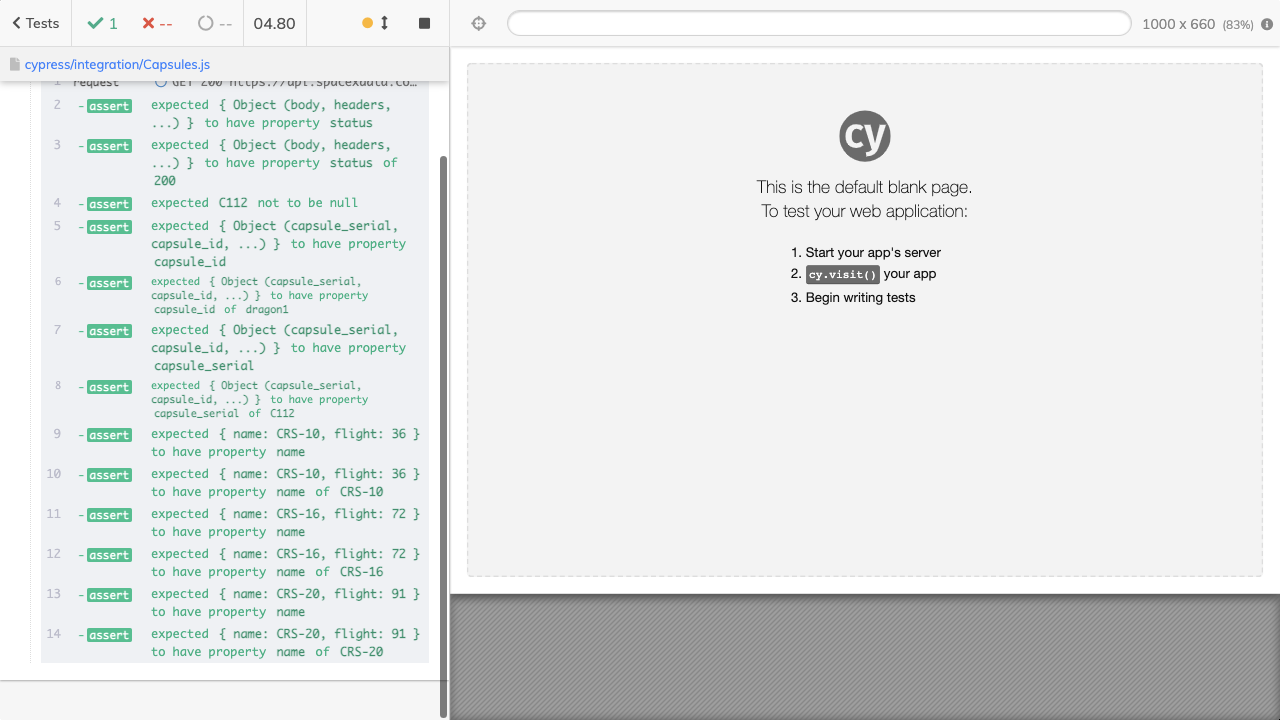 Tests
1
--
--
04.80
1000 x 660 (83%)
cypress/integration/Capsules.js
1 request GET 200 https://api.spacexdata.co…
2 -assert expected { Object (body, headers,
...) } to have property status
3 -assert expected { Object (body, headers,
...) } to have property status of
200
4 -assert expected C112 not to be null
5 -assert expected { Object (capsule_serial,
capsule_id, ...) } to have property
capsule_id
6 -assert expected { Object (capsule_serial,
capsule_id, ...) } to have property
capsule_id of dragon1
7 -assert expected { Object (capsule_serial,
capsule_id, ...) } to have property
capsule_serial
8 -assert expected { Object (capsule_serial,
capsule_id, ...) } to have property
capsule_serial of C112
9 -assert expected { name: CRS-10, flight: 36 }
to have property name
10 -assert expected { name: CRS-10, flight: 36 }
to have property name of CRS-10
11 -assert expected { name: CRS-16, flight: 72 }
to have property name
12 -assert expected { name: CRS-16, flight: 72 }
to have property name of CRS-16
13 -assert expected { name: CRS-20, flight: 91 }
to have property name
14 -assert expected { name: CRS-20, flight: 91 }
to have property name of CRS-20
cy
This is the default blank page.
To test your web application:
1. Start your app's server
2. cy.visit() your app
3. Begin writing tests